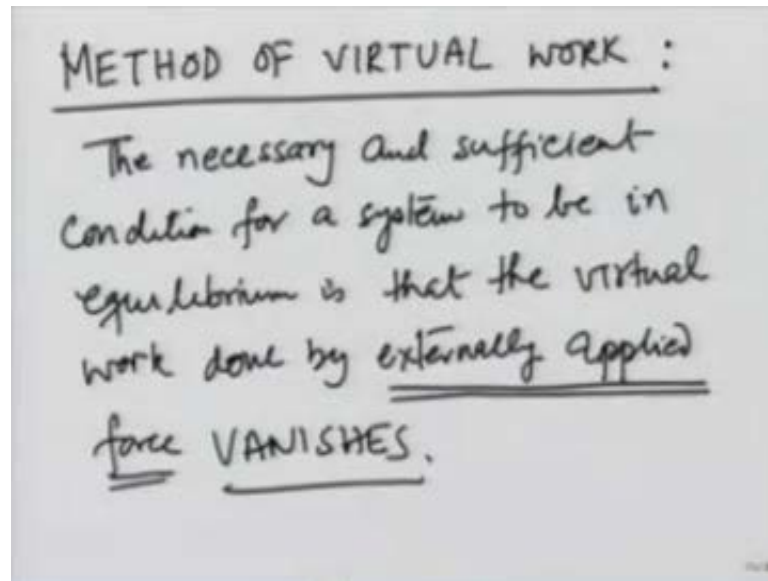 METHOD OF VIRTUAL WORK :
The necessary and sufficient
Condition for a system to be in
equilibrium is that the virtual
work done by externally applied
force VANISHES.